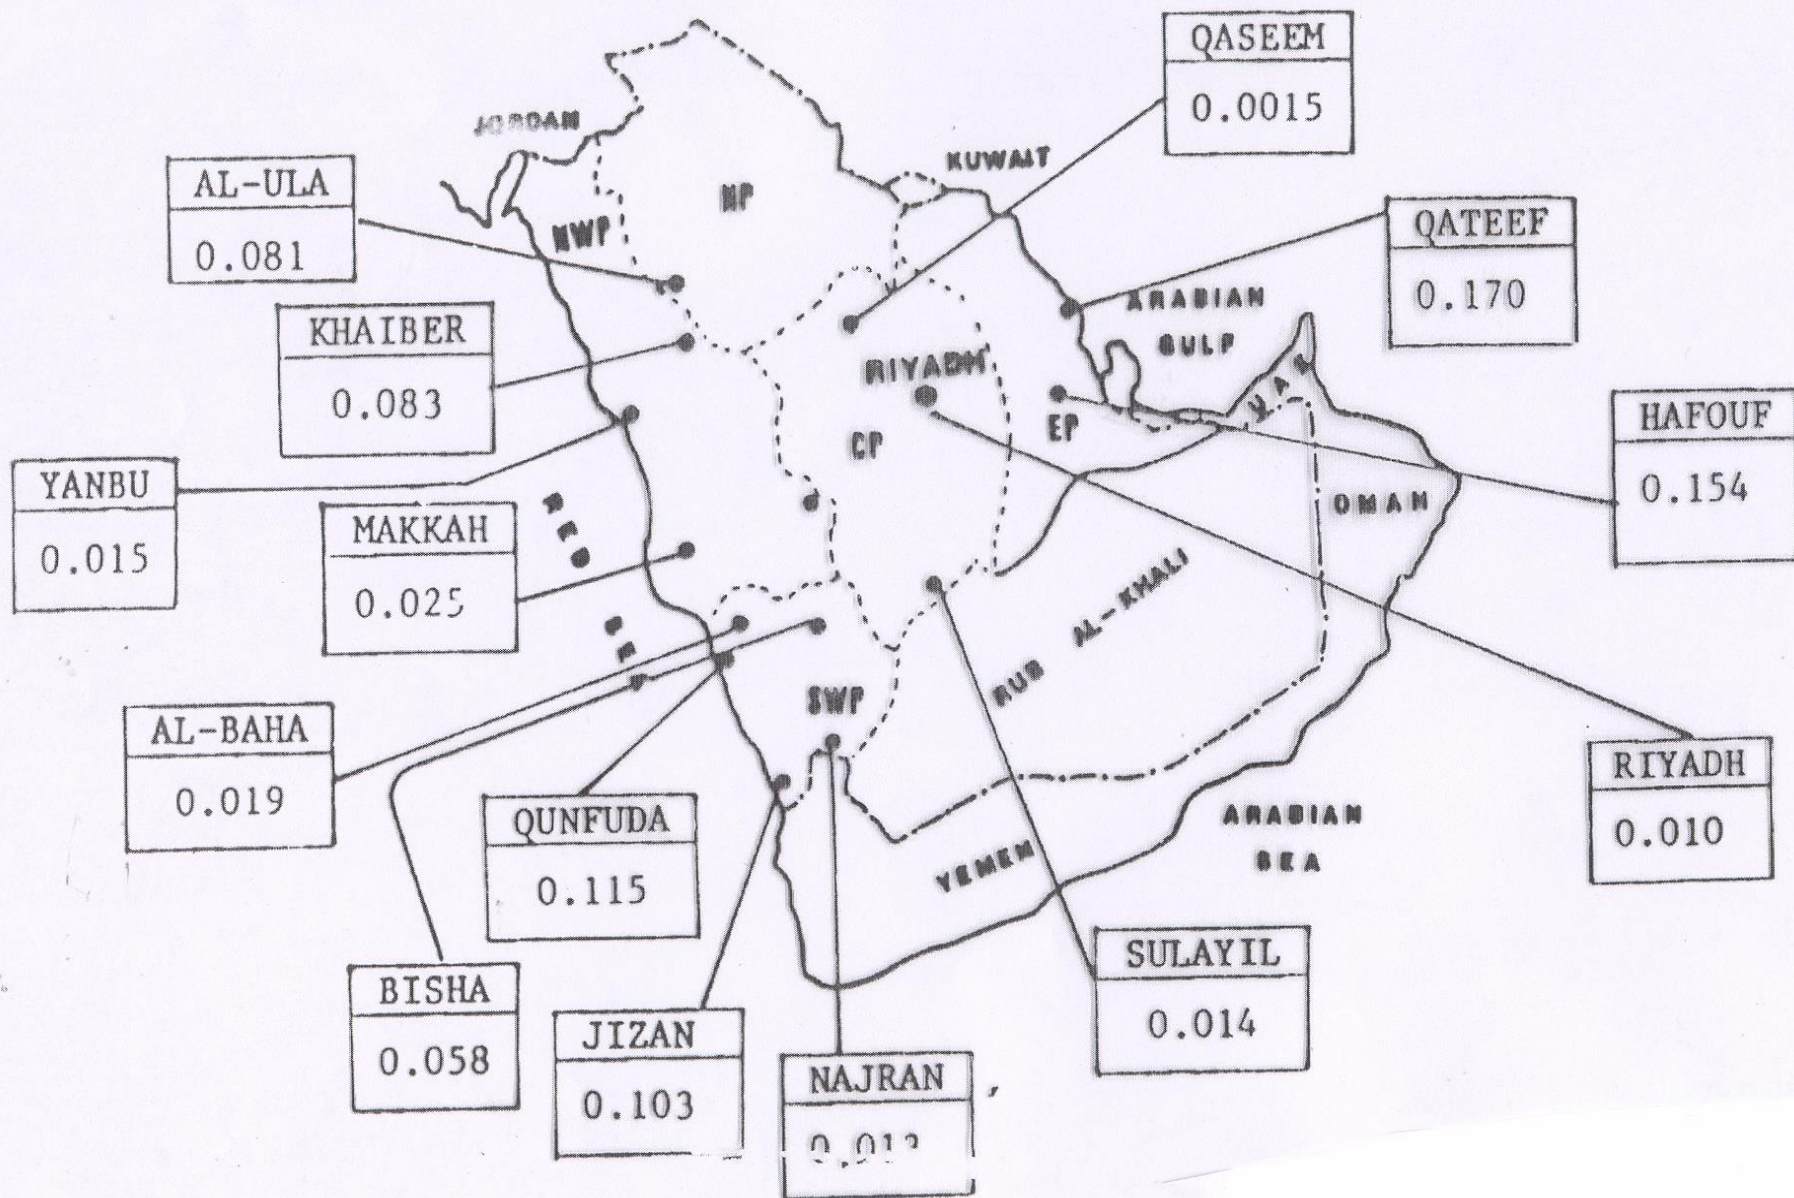 QASEEM
0.0015
JORDAN
KUWAIT
AL-ULA
0.081
NP
NWP
QATEEF
0.170
ARABIAN
GULF
KHAIBER
0.083
RIYADH
UAE
HAFOUF
0.154
CP
EP
YANBU
0.015
RED
SEA
OMAN
MAKKAH
0.025
RUB AL-KHALI
SWP
AL-BAHA
0.019
RIYADH
0.010
QUNFUDA
0.115
ARABIAN
SEA
YEMEN
BISHA
0.058
SULAYIL
0.014
JIZAN
0.103
NAJRAN